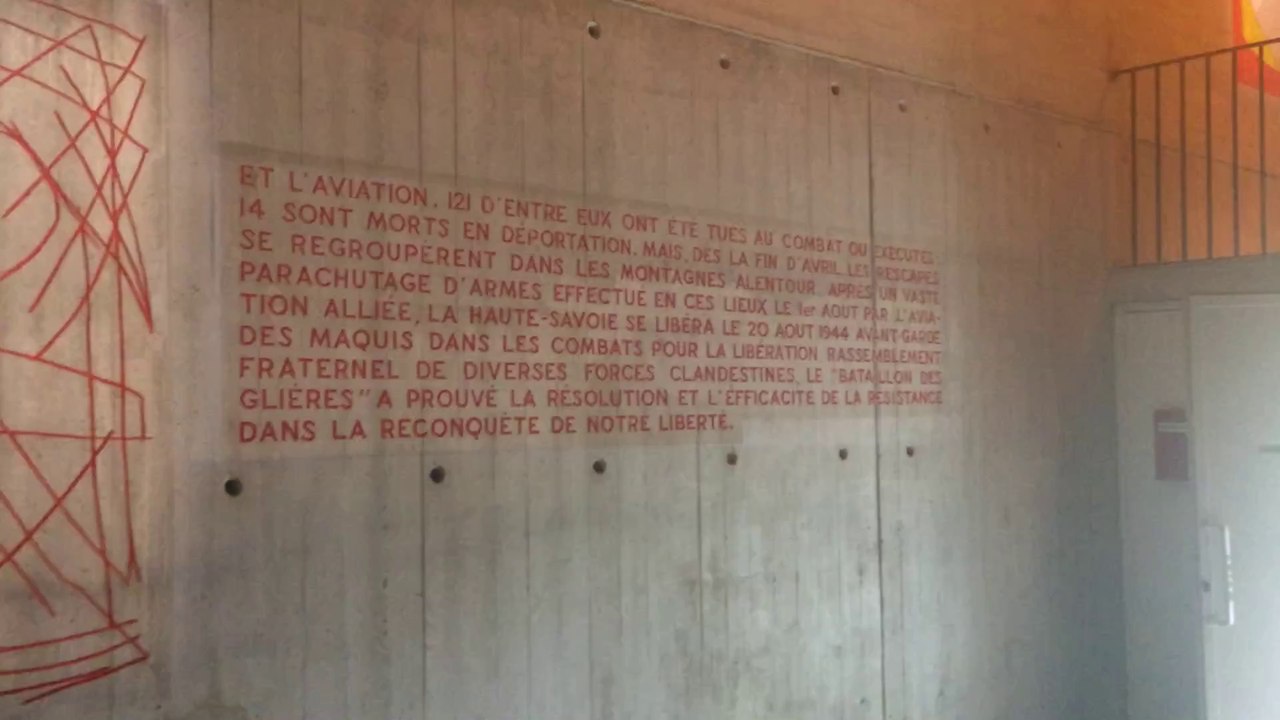 ET L'AVIATION. 121 D'ENTRE EUX ONT ÉTÉ TUÉS AU COMBAT OU EXÉCUTÉS.
14 SONT MORTS EN DÉPORTATION. MAIS, DÈS LA FIN D'AVRIL, LES RESCAPÉS
SE REGROUPÈRENT DANS LES MONTAGNES ALENTOUR. APRÈS UN VASTE
PARACHUTAGE D'ARMES EFFECTUÉ EN CES LIEUX LE 1er AOUT PAR L'AVIA-
TION ALLIÉE, LA HAUTE-SAVOIE SE LIBÉRA LE 20 AOUT 1944 AVANT-GARDE
DES MAQUIS DANS LES COMBATS POUR LA LIBÉRATION RASSEMBLEMENT
FRATERNEL DE DIVERSES FORCES CLANDESTINES, LE "BATAILLON DES
GLIÈRES" A PROUVÉ LA RÉSOLUTION ET L'EFFICACITÉ DE LA RÉSISTANCE
DANS LA RECONQUÊTE DE NOTRE LIBERTÉ.